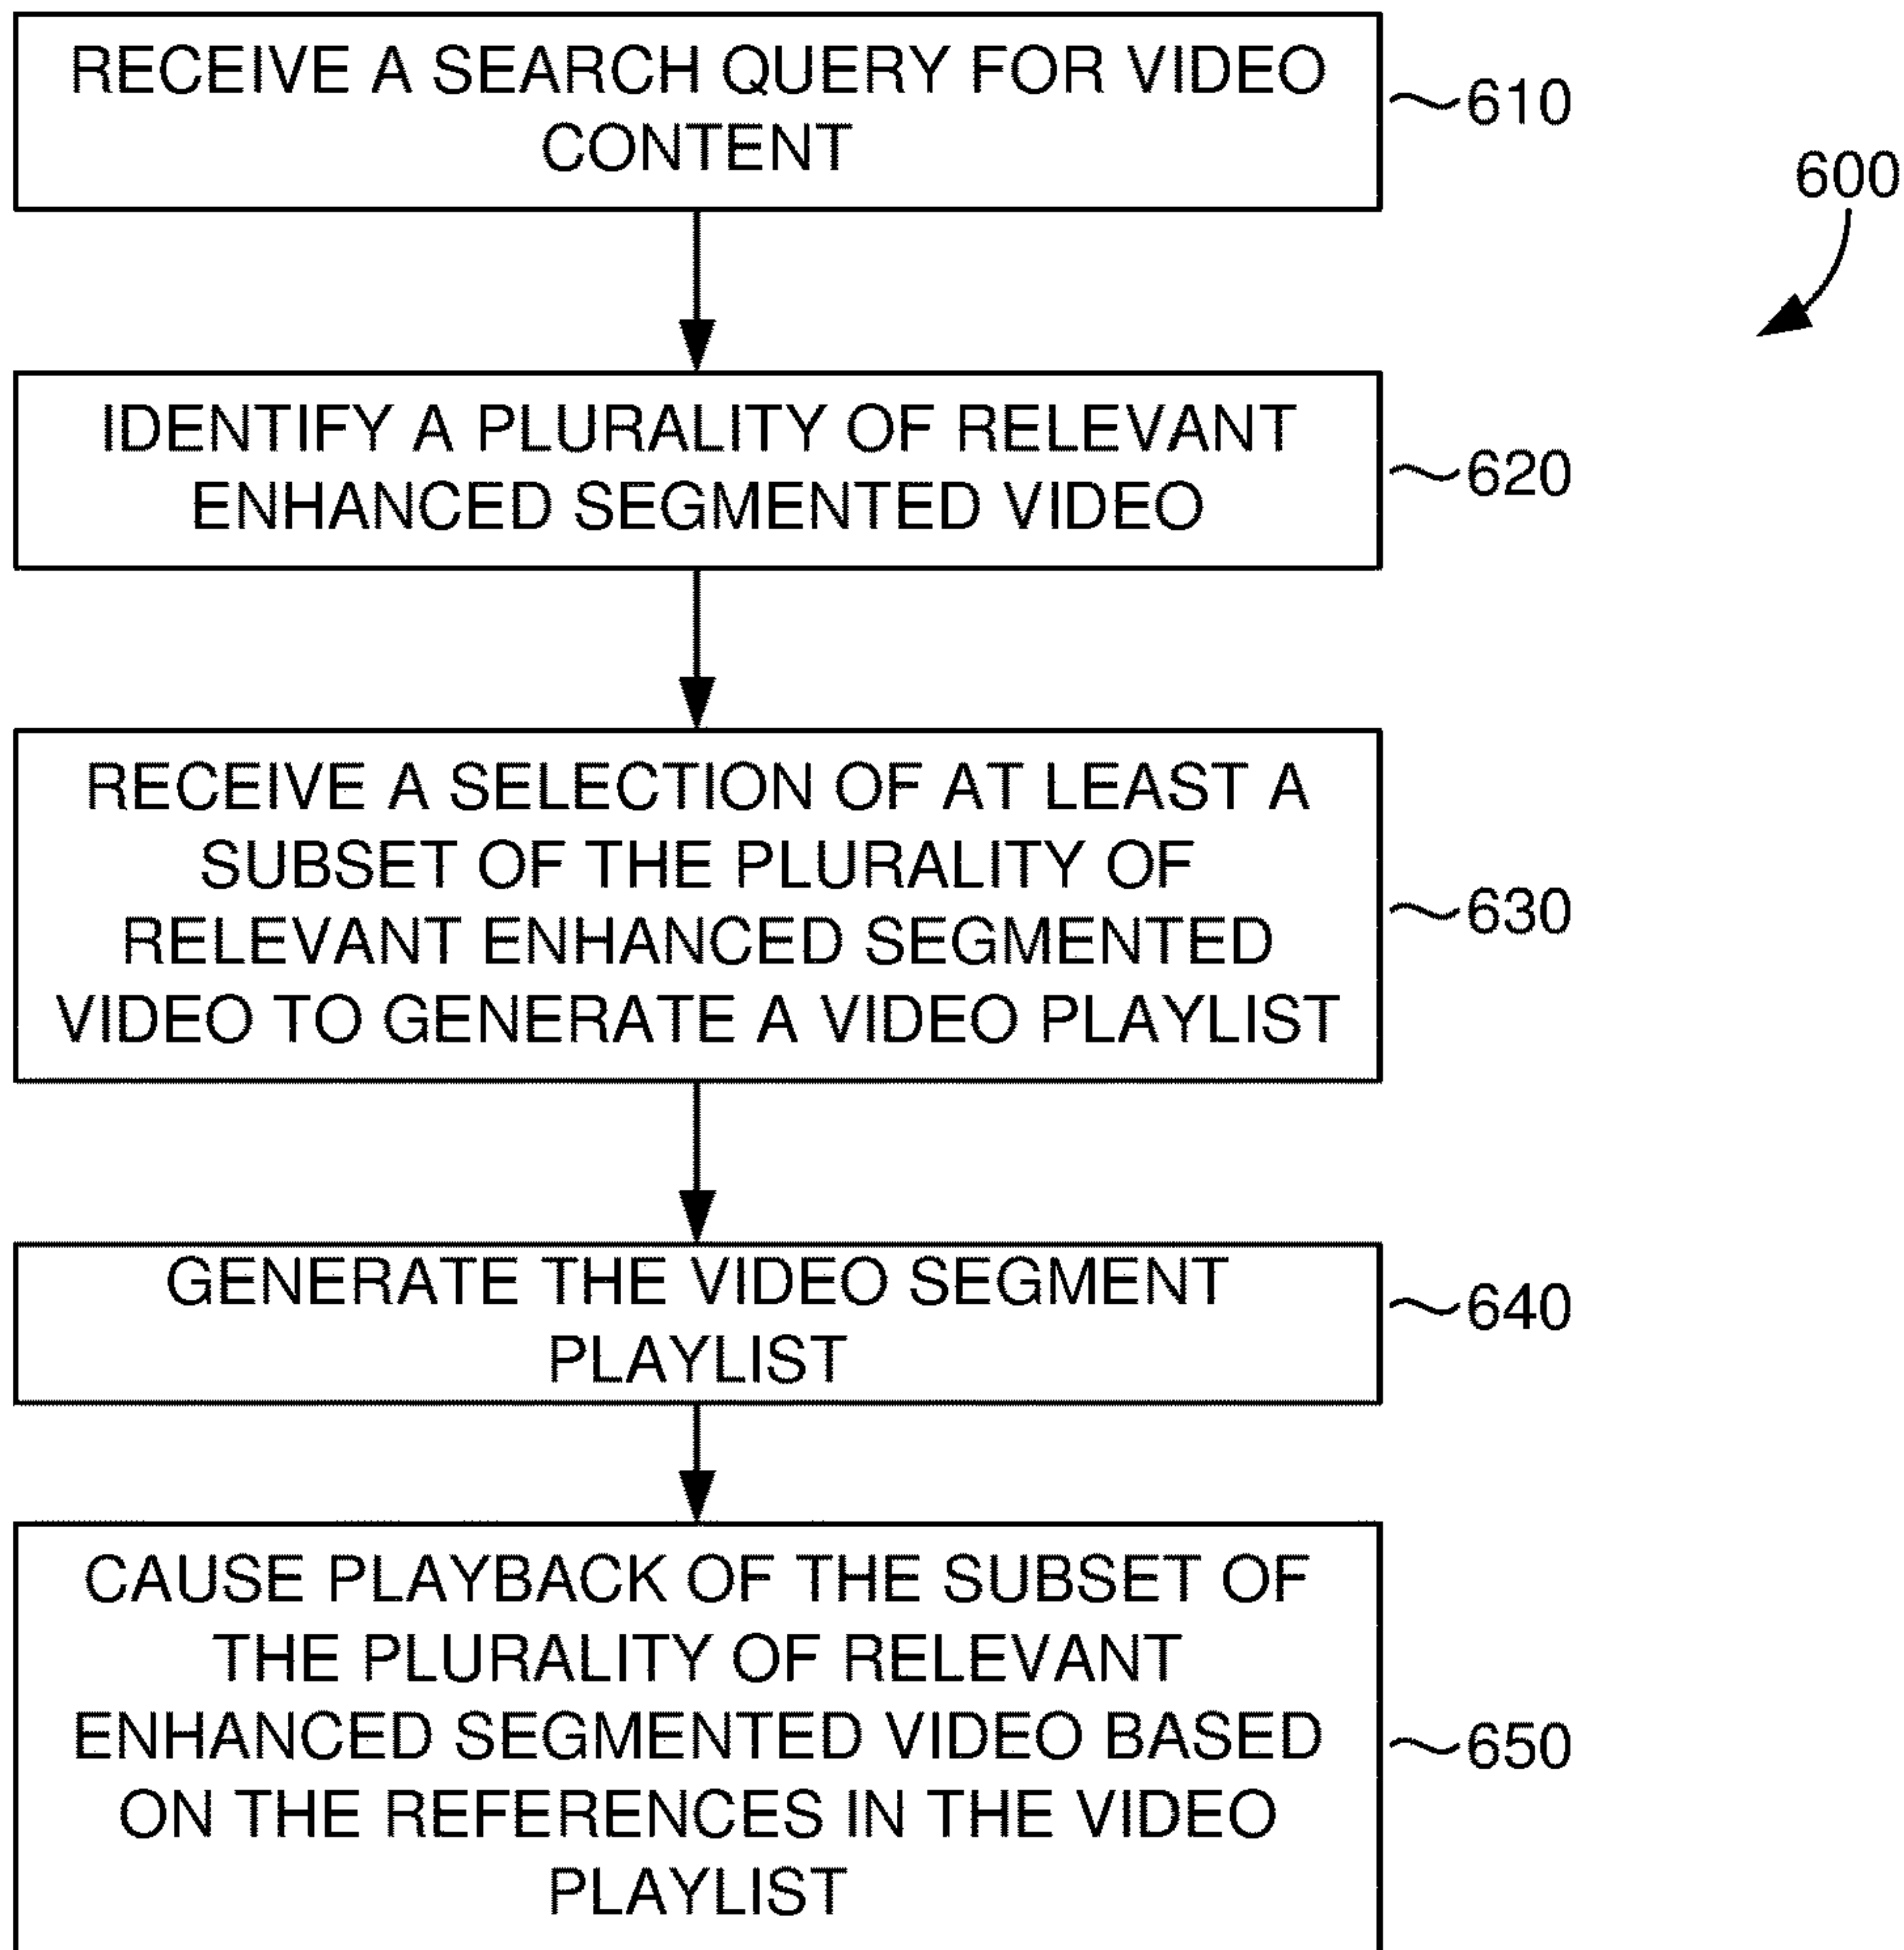 RECEIVE A SEARCH QUERY FOR VIDEO
CONTENT
610
600
IDENTIFY A PLURALITY OF RELEVANT
ENHANCED SEGMENTED VIDEO
620
RECEIVE A SELECTION OF AT LEAST A
SUBSET OF THE PLURALITY OF
RELEVANT ENHANCED SEGMENTED
VIDEO TO GENERATE A VIDEO PLAYLIST
630
GENERATE THE VIDEO SEGMENT
PLAYLIST
640
CAUSE PLAYBACK OF THE SUBSET OF
THE PLURALITY OF RELEVANT
ENHANCED SEGMENTED VIDEO BASED
ON THE REFERENCES IN THE VIDEO
PLAYLIST
650